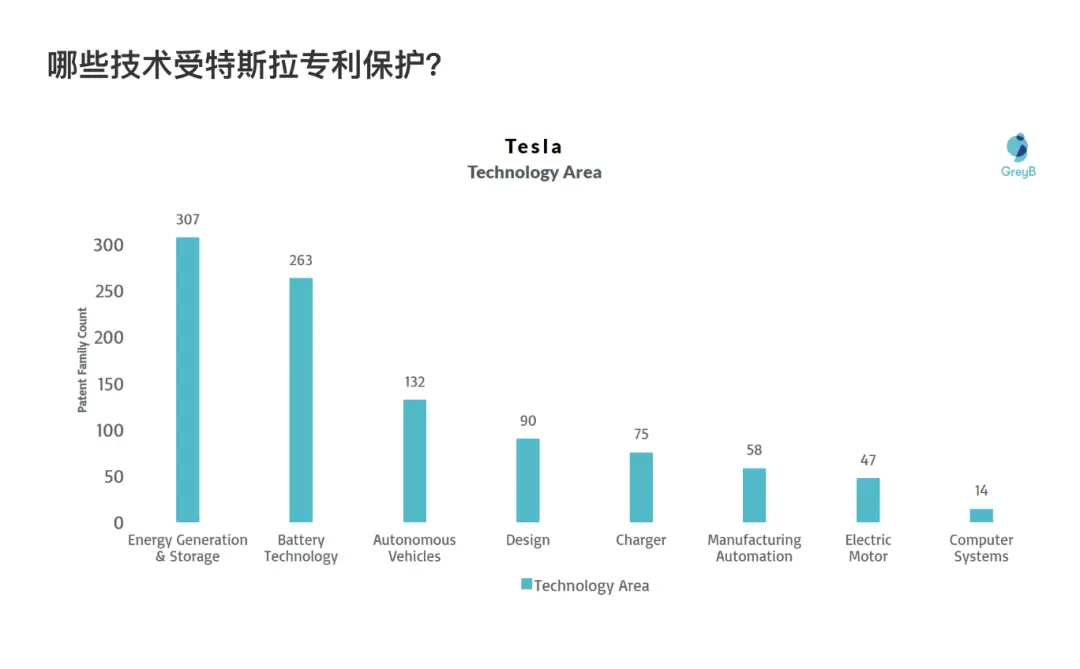 哪些技术受特斯拉专利保护?
Tesla
Technology Area
GreyB
Patent Family Count
300
250
200
150
100
50
0
307
263
132
90
75
58
47
14
Energy Generation
& Storage
Battery
Technology
Autonomous
Vehicles
Design
Charger
Manufacturing
Automation
Electric
Motor
Computer
Systems
Technology Area